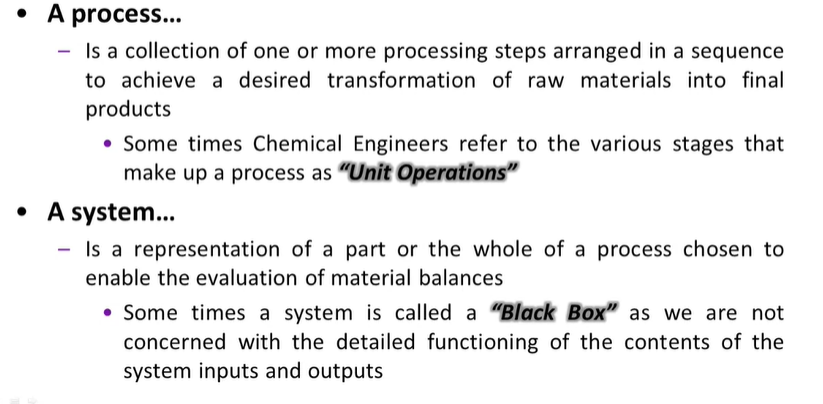 • A process...
– Is a collection of one or more processing steps arranged in a sequence
to achieve a desired transformation of raw materials into final
products
• Some times Chemical Engineers refer to the various stages that
make up a process as “Unit Operations”
• A system...
– Is a representation of a part or the whole of a process chosen to
enable the evaluation of material balances
• Some times a system is called a “Black Box” as we are not
concerned with the detailed functioning of the contents of the
system inputs and outputs